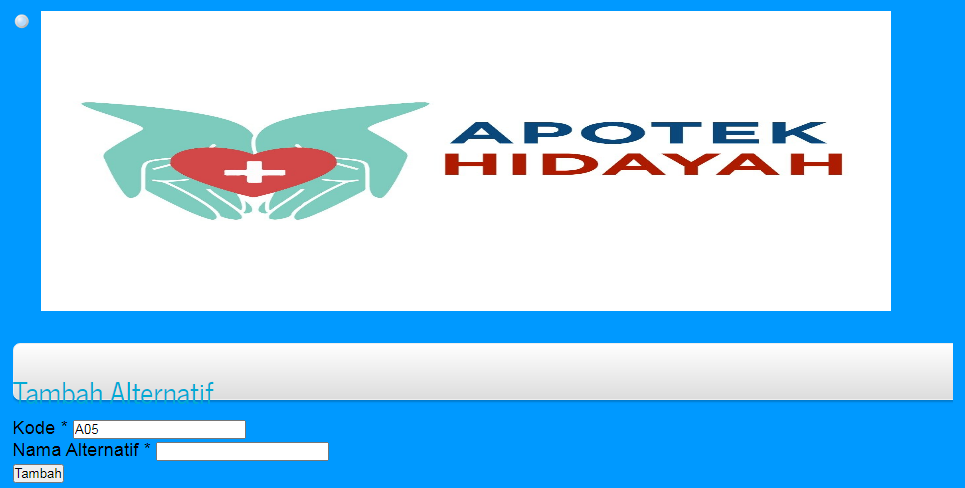 APOTEK
HIDAYAH
Tambah Alternatif
Kode * A05
Nama Alternatif *
Tambah